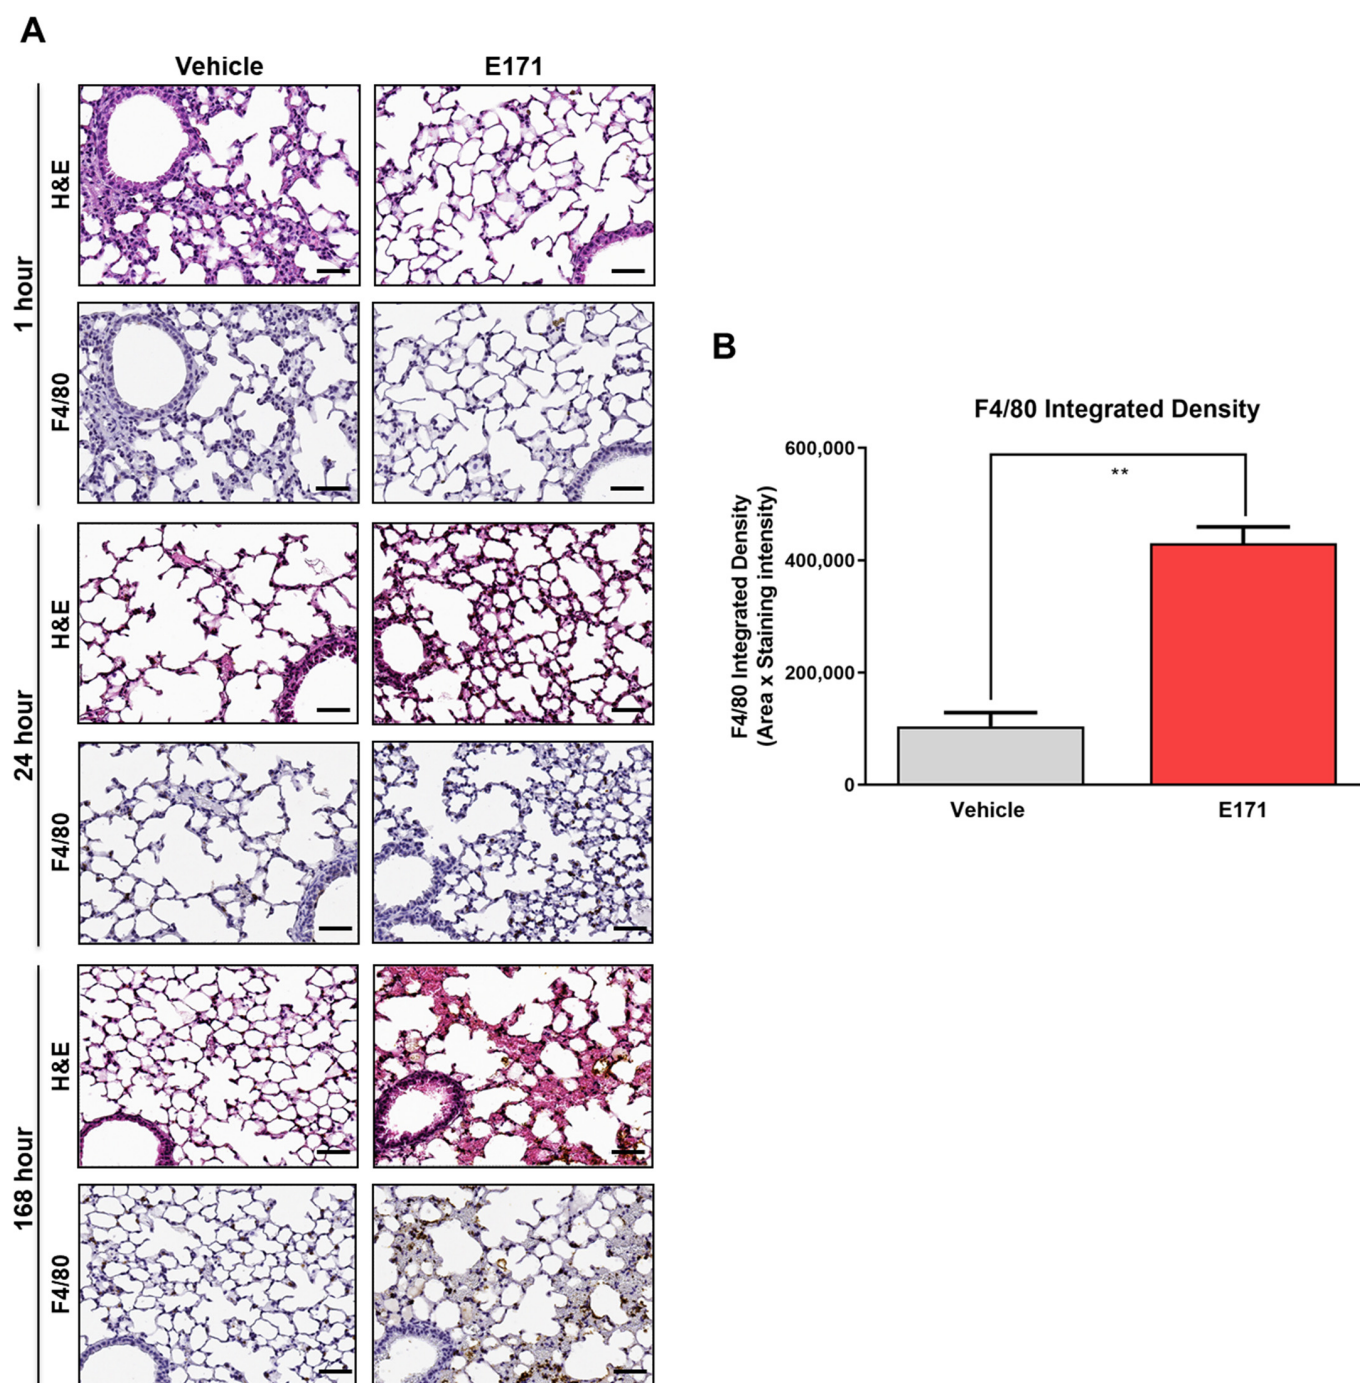 A
Vehicle
E171
1 hour
H&E
F4/80
24 hour
H&E
F4/80
168 hour
H&E
F4/80
B
F4/80 Integrated Density
F4/80 Integrated Density
(Area x Staining intensity)
600,000
400,000
200,000
0
**
Vehicle
E171